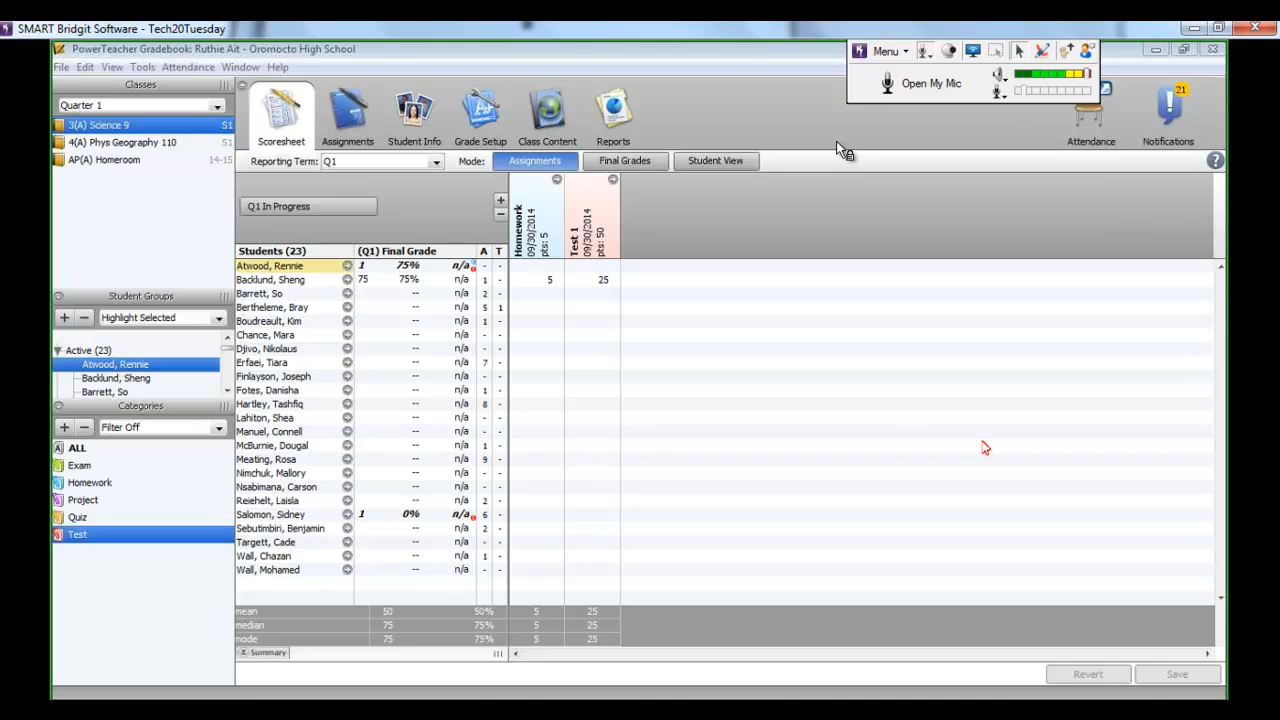 SMART Bridgit Software - Tech20Tuesday
PowerTeacher Gradebook: Ruthie Ait - Oromocto High School
File Edit View Tools Attendance Window Help
Menu
Open My Mic
Classes
Quarter 1
3(A) Science 9 S1
4(A) Phys Geography 110 S1
AP(A) Homeroom 14-15
Scoresheet Assignments Student Info Grade Setup Class Content Reports
Attendance
21
Notifications
Reporting Term: Q1 Mode: Assignments Final Grades Student View
?
Q1 In Progress
+
−
Homework
09/30/2014
pts: 5
Test 1
09/30/2014
pts: 50
Students (23) (Q1) Final Grade A T
Atwood, Rennie 1 75% n/a - -
Backlund, Sheng 75 75% n/a 1 - 5 25
Barrett, So -- n/a 2 -
Bertheleme, Bray -- n/a 5 1
Boudreault, Kim -- n/a 1 -
Chance, Mara -- n/a - -
Djivo, Nikolaus -- n/a - -
Erfaei, Tiara -- n/a 7 -
Finlayson, Joseph -- n/a - -
Fotes, Danisha -- n/a 1 -
Hartley, Tashfiq -- n/a 8 -
Lahiton, Shea -- n/a - -
Manuel, Connell -- n/a - -
McBurnie, Dougal -- n/a 1 -
Meating, Rosa -- n/a 9 -
Nimchuk, Mallory -- n/a - -
Nsabimana, Carson -- n/a - -
Reiehelt, Laisla -- n/a 2 -
Salomon, Sidney 1 0% n/a 6 -
Sebutimbiri, Benjamin -- n/a 2 -
Targett, Cade -- n/a - -
Wall, Chazan -- n/a 1 -
Wall, Mohamed -- n/a - -
mean 50 50% 5 25
median 75 75% 5 25
mode 75 75% 5 25
Summary
Student Groups
+ − Highlight Selected
Active (23)
Atwood, Rennie
Backlund, Sheng
Barrett, So
Categories
+ − Filter Off
ALL
Exam
Homework
Project
Quiz
Test
Revert Save